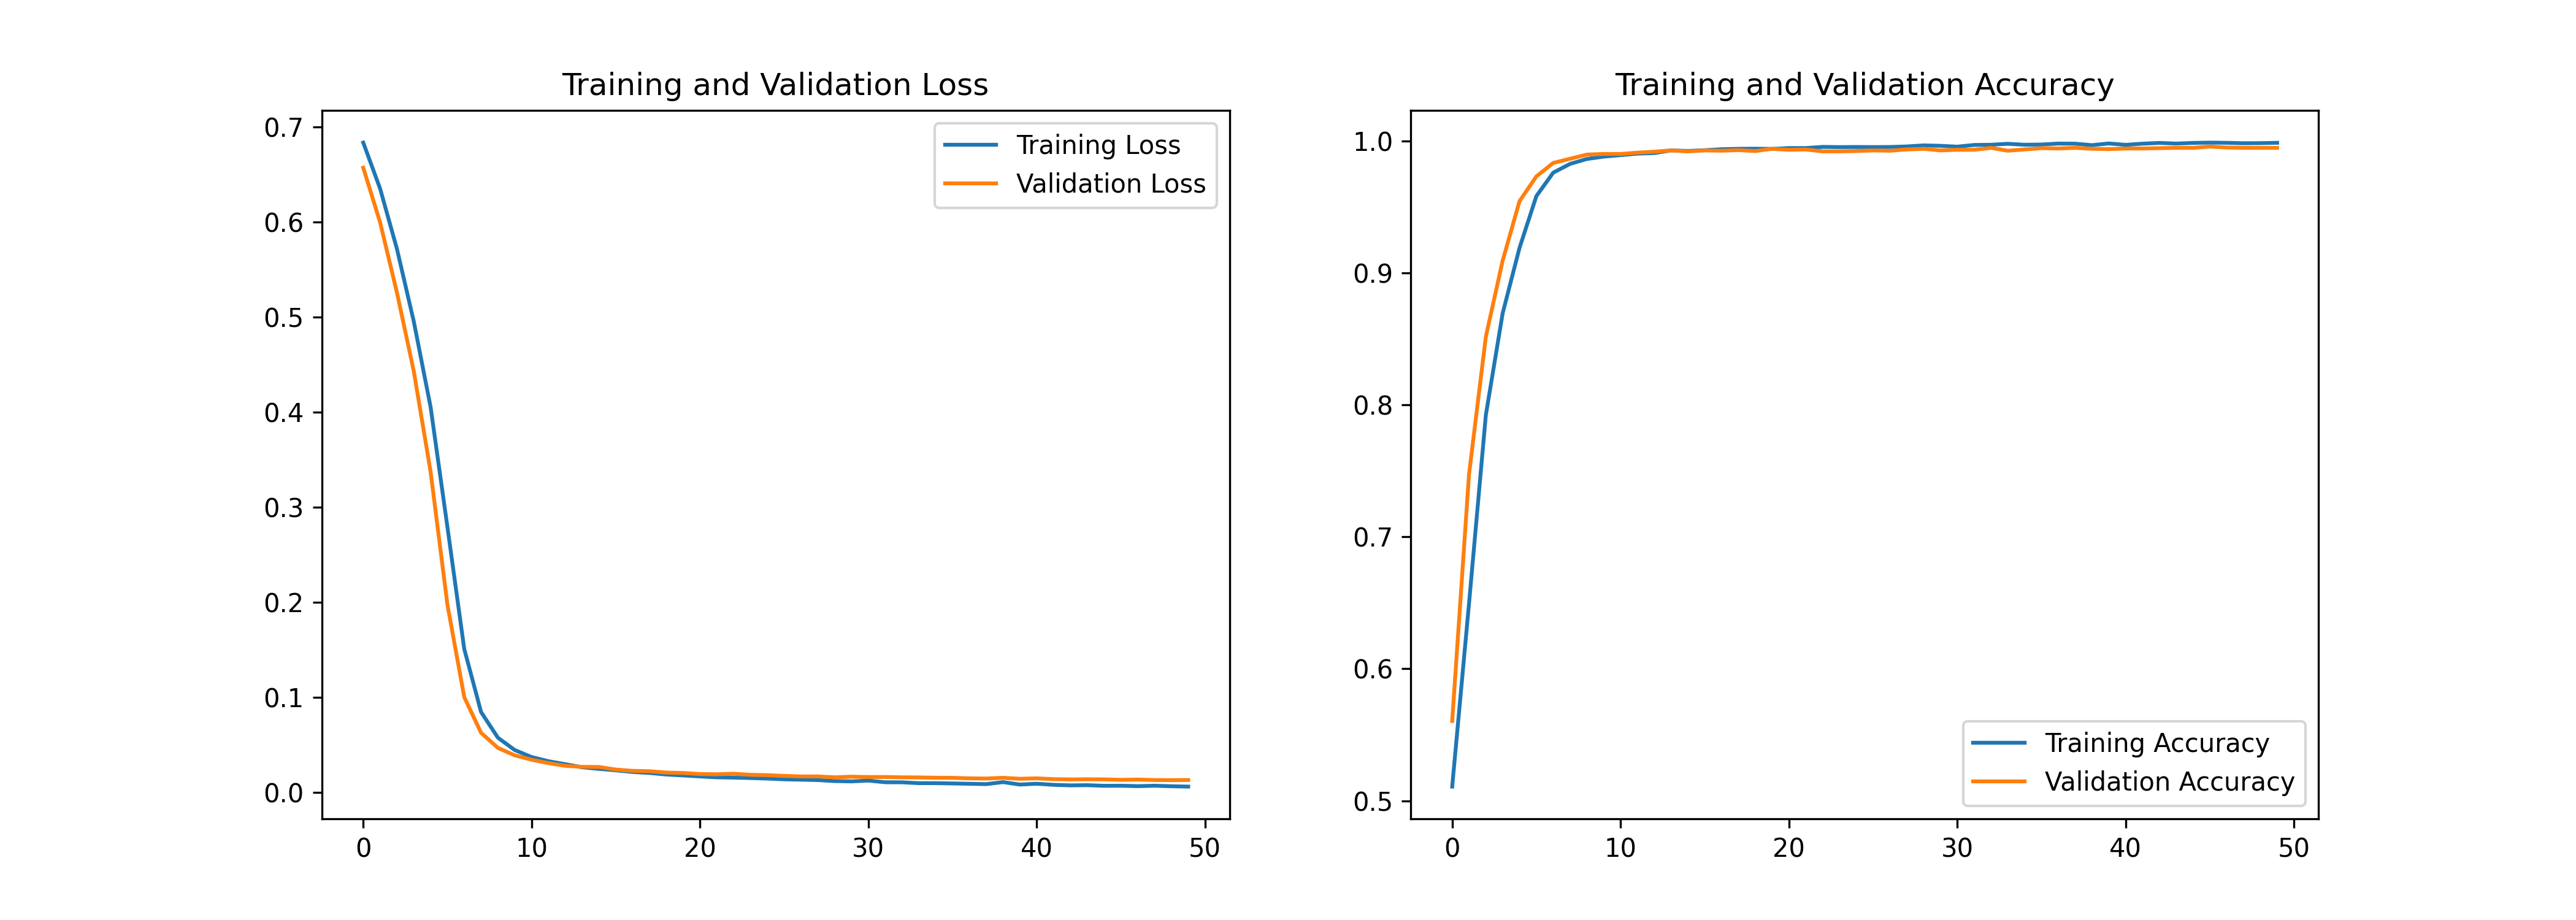 Training and Validation Loss
0.7
0.6
0.5
0.4
0.3
0.2
0.1
0.0
0 10 20 30 40 50
Training Loss
Validation Loss
Training and Validation Accuracy
1.0
0.9
0.8
0.7
0.6
0.5
0 10 20 30 40 50
Training Accuracy
Validation Accuracy